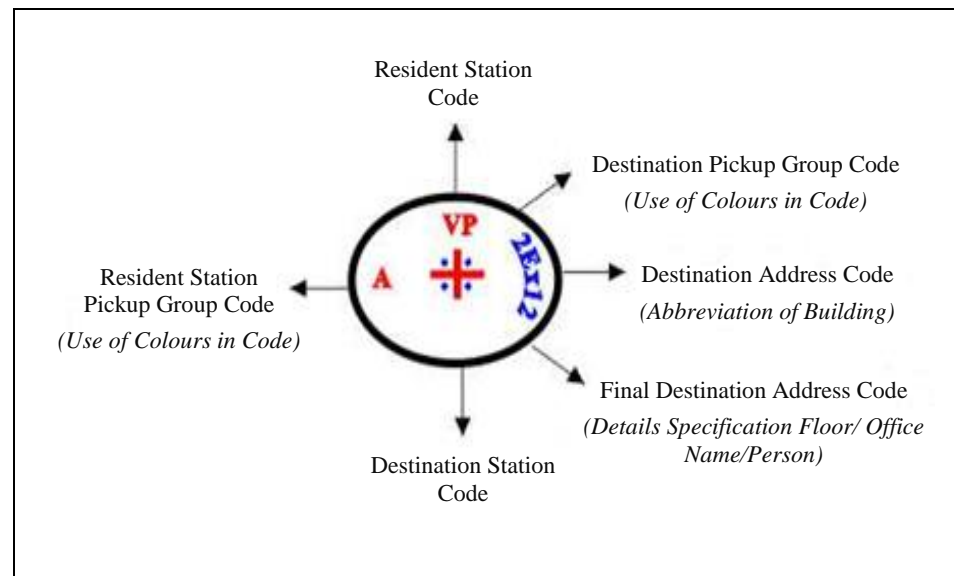 Resident Station
Code
Destination Pickup Group Code
(Use of Colours in Code)
VP
2Ex12
A
Resident Station
Pickup Group Code
(Use of Colours in Code)
Destination Address Code
(Abbreviation of Building)
Final Destination Address Code
(Details Specification Floor/ Office
Name/Person)
Destination Station
Code